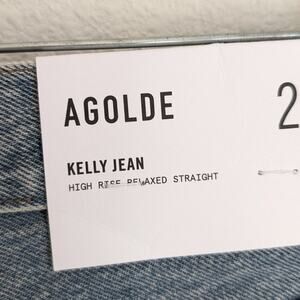 AGOLDE
2
KELLY JEAN
HIGH RISE RELAXED STRAIGHT